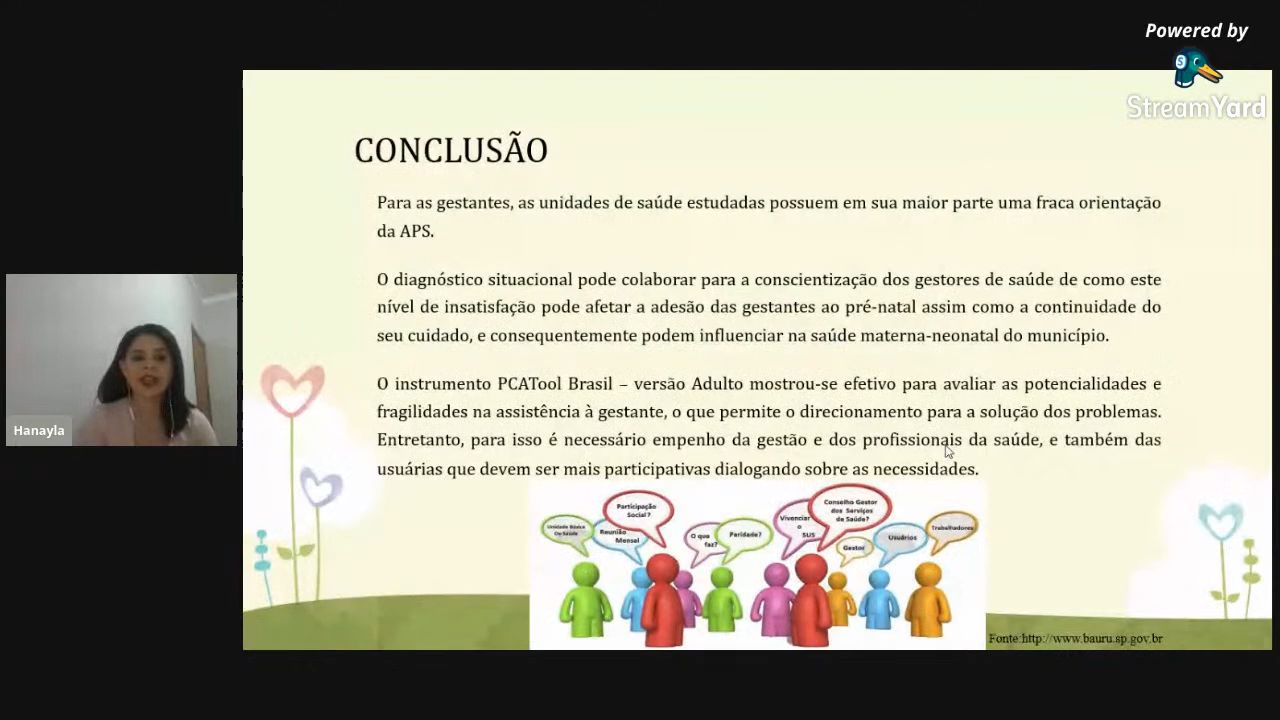 Powered by
StreamYard
CONCLUSÃO
Para as gestantes, as unidades de saúde estudadas possuem em sua maior parte uma fraca orientação
da APS.
O diagnóstico situacional pode colaborar para a conscientização dos gestores de saúde de como este
nível de insatisfação pode afetar a adesão das gestantes ao pré-natal assim como a continuidade do
seu cuidado, e consequentemente podem influenciar na saúde materna-neonatal do município.
O instrumento PCATool Brasil – versão Adulto mostrou-se efetivo para avaliar as potencialidades e
fragilidades na assistência à gestante, o que permite o direcionamento para a solução dos problemas.
Entretanto, para isso é necessário empenho da gestão e dos profissionais da saúde, e também das
usuárias que devem ser mais participativas dialogando sobre as necessidades.
Hanayla
Unidade Básica
De Saúde
Reunião
Mensal
Participação
Social?
O que
faz?
Paridade?
Vivenciar
o
SUS
Conselho Gestor
dos Serviços
de Saúde?
Gestor
Usuários
Trabalhadores
Fonte:http://www.bauru.sp.gov.br